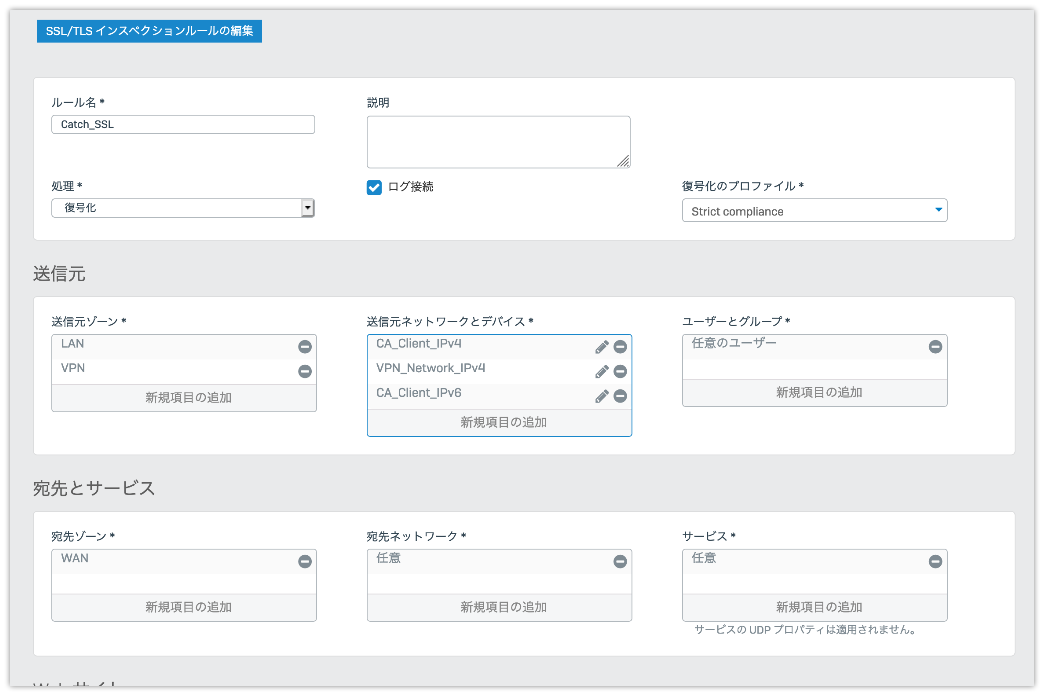 SSL/TLS インスペクションルールの編集
ルール名 *
説明
Catch_SSL
処理 *
ログ接続
復号化のプロファイル *
復号化
Strict compliance
送信元
送信元ゾーン *
送信元ネットワークとデバイス *
ユーザーとグループ *
LAN
CA_Client_IPv4
任意のユーザー
VPN
VPN_Network_IPv4
CA_Client_IPv6
新規項目の追加
新規項目の追加
新規項目の追加
宛先とサービス
宛先ゾーン *
宛先ネットワーク *
サービス *
WAN
任意
任意
新規項目の追加
新規項目の追加
新規項目の追加
サービスの UDP プロパティは適用されません。